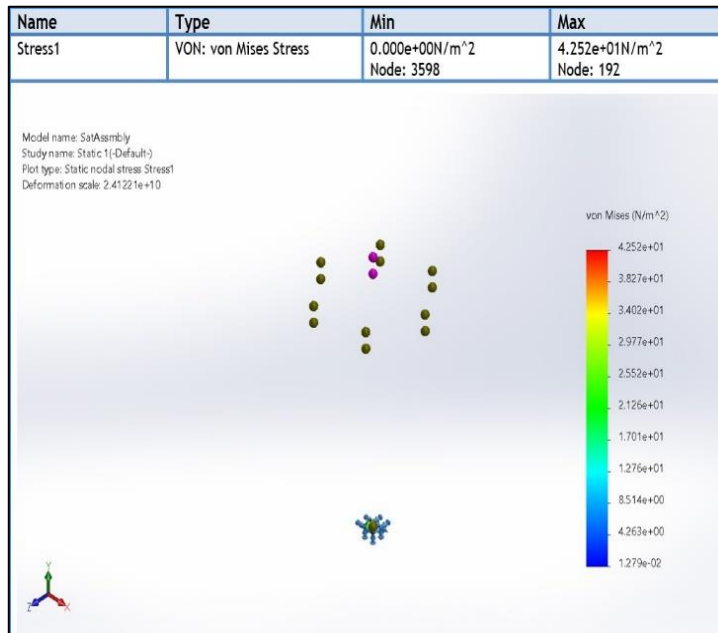 Name Type Min Max
Stress1 VON: von Mises Stress 0.000e+00N/m^2 4.252e+01N/m^2
Node: 3598 Node: 192
Model name: SatAssmbly
Study name: Static 1(-Default-)
Plot type: Static nodal stress Stress1
Deformation scale: 2.41221e+10
von Mises (N/m^2)
4.252e+01
3.827e+01
3.402e+01
2.977e+01
2.552e+01
2.126e+01
1.701e+01
1.276e+01
8.514e+00
4.263e+00
1.279e-02
Y
Z X